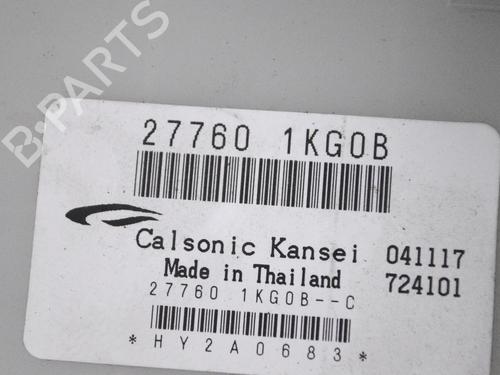 B-PARTS
27760 1KG0B
Calsonic Kansei 041117
Made in Thailand 724101
27760 1KG0B--C
*HY2A0683*